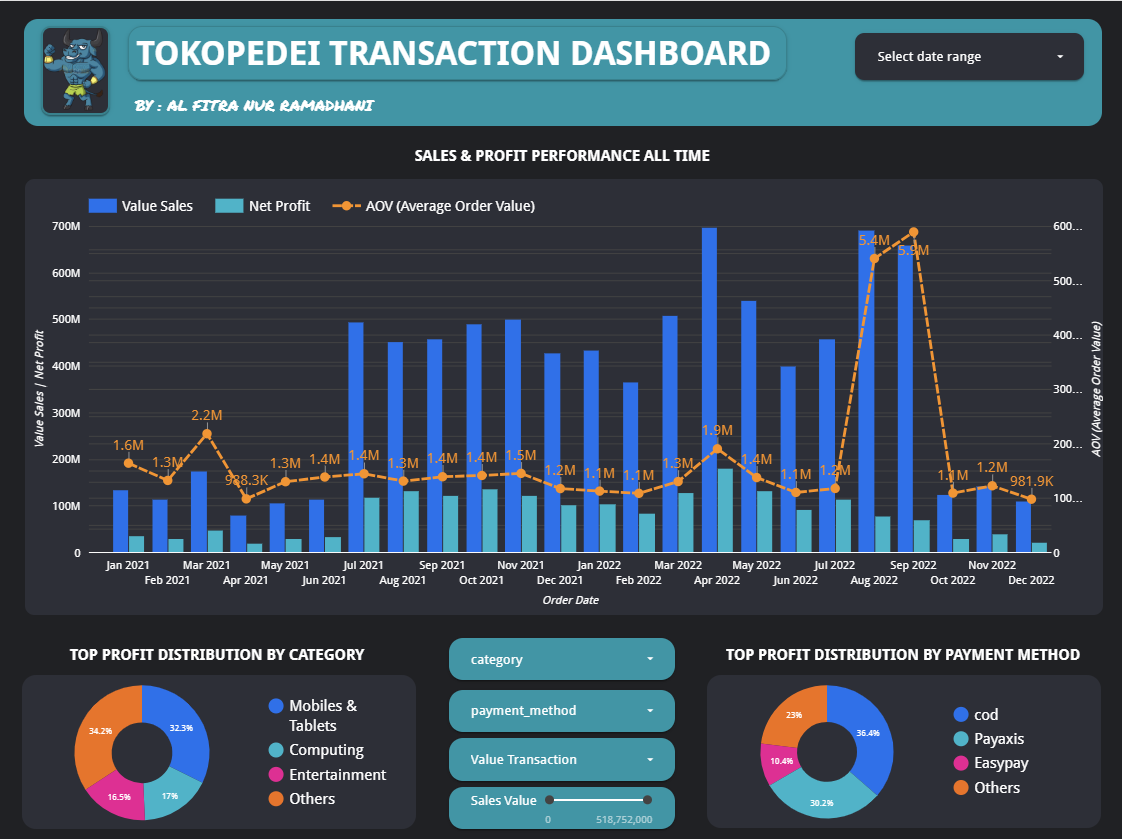 TOKOPEDEI TRANSACTION DASHBOARD
Select date range
BY : AL FITRA NUR RAMADHANI
SALES & PROFIT PERFORMANCE ALL TIME
Value Sales Net Profit AOV (Average Order Value)
700M
600M
500M
400M
300M
200M
100M
0
Value Sales | Net Profit
1.6M
1.3M
2.2M
988.3K
1.3M
1.4M
1.4M
1.3M
1.4M
1.4M
1.5M
1.2M
1.1M
1.1M
1.3M
1.9M
1.4M
1.1M
1.2M
5.4M
5.9M
1.1M
1.2M
981.9K
600...
500...
400...
300...
200...
100...
0
AOV (Average Order Value)
Jan 2021 Mar 2021 May 2021 Jul 2021 Sep 2021 Nov 2021 Jan 2022 Mar 2022 May 2022 Jul 2022 Sep 2022 Nov 2022
Feb 2021 Apr 2021 Jun 2021 Aug 2021 Oct 2021 Dec 2021 Feb 2022 Apr 2022 Jun 2022 Aug 2022 Oct 2022 Dec 2022
Order Date
TOP PROFIT DISTRIBUTION BY CATEGORY
32.3%
17%
16.5%
34.2%
Mobiles &
Tablets
Computing
Entertainment
Others
category
payment_method
Value Transaction
Sales Value
0 518,752,000
TOP PROFIT DISTRIBUTION BY PAYMENT METHOD
36.4%
30.2%
10.4%
23%
cod
Payaxis
Easypay
Others